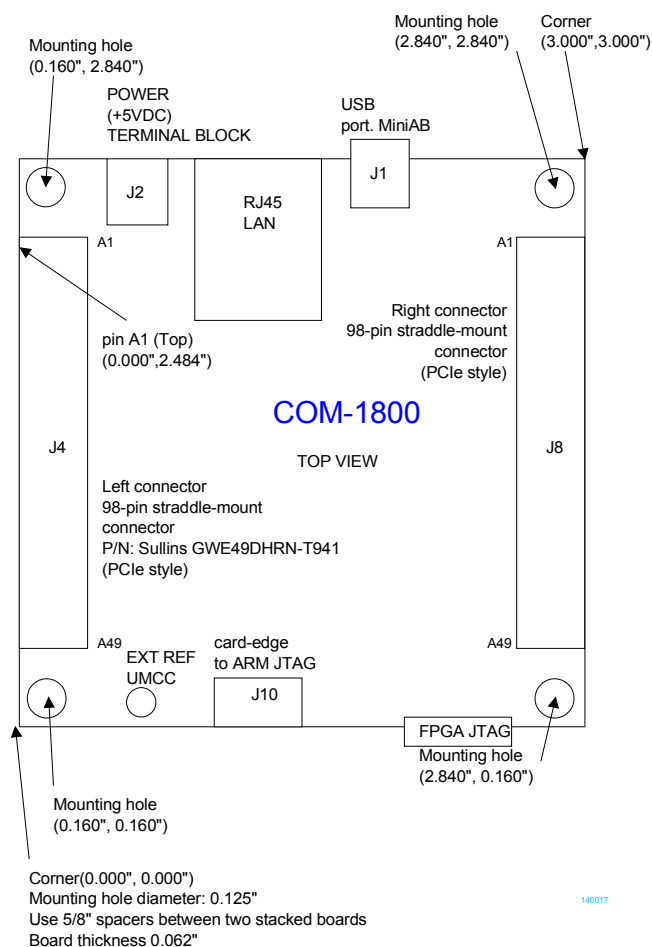 Mounting hole
(0.160", 2.840")
Mounting hole
(2.840", 2.840")
Corner
(3.000",3.000")
POWER
(+5VDC)
TERMINAL BLOCK
USB
port. MiniAB
J2
RJ45
LAN
J1
A1
A1
pin A1 (Top)
(0.000",2.484")
Right connector
98-pin straddle-mount
connector
(PCIe style)
COM-1800
TOP VIEW
J4
J8
Left connector
98-pin straddle-mount
connector
P/N: Sullins GWE49DHRN-T941
(PCIe style)
A49
A49
EXT REF
UMCC
card-edge
to ARM JTAG
J10
FPGA JTAG
Mounting hole
(2.840", 0.160")
Mounting hole
(0.160", 0.160")
Corner(0.000", 0.000")
Mounting hole diameter: 0.125"
Use 5/8" spacers between two stacked boards
Board thickness 0.062"
140017